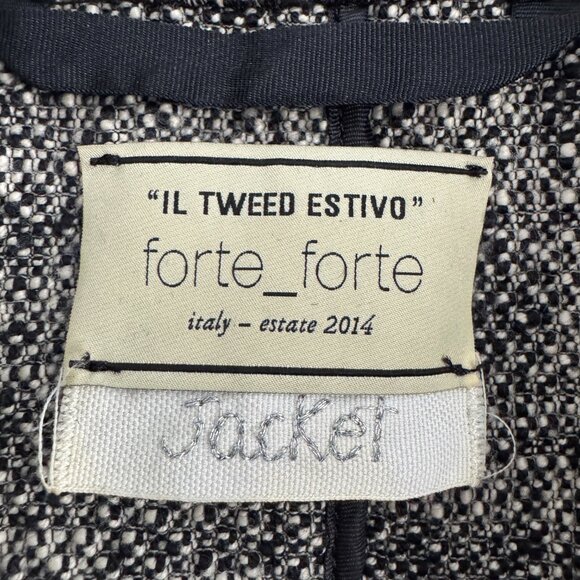 “IL TWEED ESTIVO”
forte_forte
italy – estate 2014
Jacket